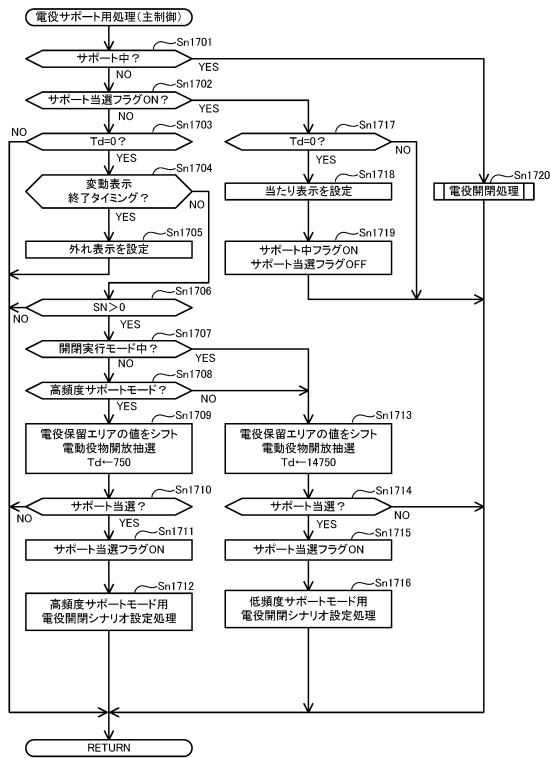 電役サポート用処理(主制御)
Sn1701
サポート中？
YES
NO
Sn1702
サポート当選フラグON？
YES
NO
Sn1703
Td=0？
NO
YES
Sn1717
Td=0？
NO
YES
Sn1704
変動表示
終了タイミング？
NO
YES
Sn1718
当たり表示を設定
Sn1720
電役開閉処理
Sn1705
外れ表示を設定
Sn1719
サポート中フラグON
サポート当選フラグOFF
Sn1706
SN＞0
NO
YES
Sn1707
開閉実行モード中？
YES
NO
Sn1708
高頻度サポートモード？
NO
YES
Sn1709
電役保留エリアの値をシフト
電動役物開放抽選
Td←750
Sn1713
電役保留エリアの値をシフト
電動役物開放抽選
Td←14750
Sn1710
サポート当選？
NO
YES
Sn1714
サポート当選？
NO
YES
Sn1711
サポート当選フラグON
Sn1715
サポート当選フラグON
Sn1712
高頻度サポートモード用
電役開閉シナリオ設定処理
Sn1716
低頻度サポートモード用
電役開閉シナリオ設定処理
RETURN